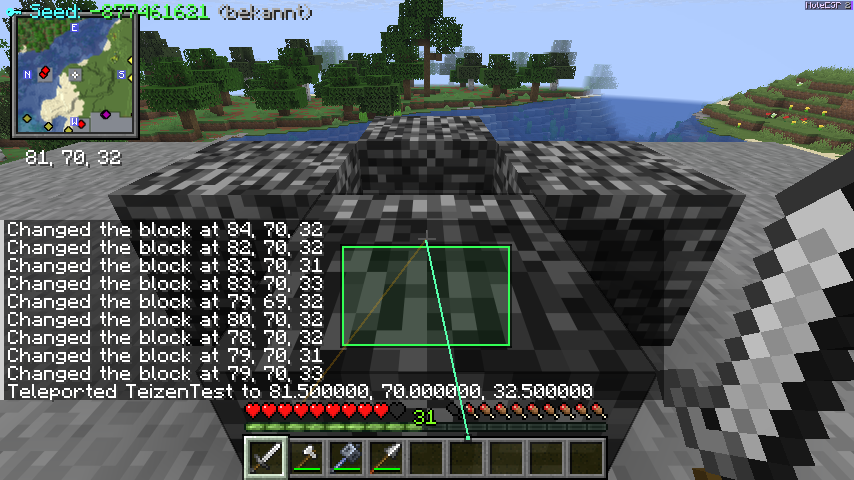 Seed: -877461681 (bekannt)
HoleESP 2
E
N
S
W
81, 70, 32
Changed the block at 84, 70, 32
Changed the block at 82, 70, 32
Changed the block at 83, 70, 31
Changed the block at 83, 70, 33
Changed the block at 79, 69, 32
Changed the block at 80, 70, 32
Changed the block at 78, 70, 32
Changed the block at 79, 70, 31
Changed the block at 79, 70, 33
Teleported TeizenTest to 81.500000, 70.000000, 32.500000
31